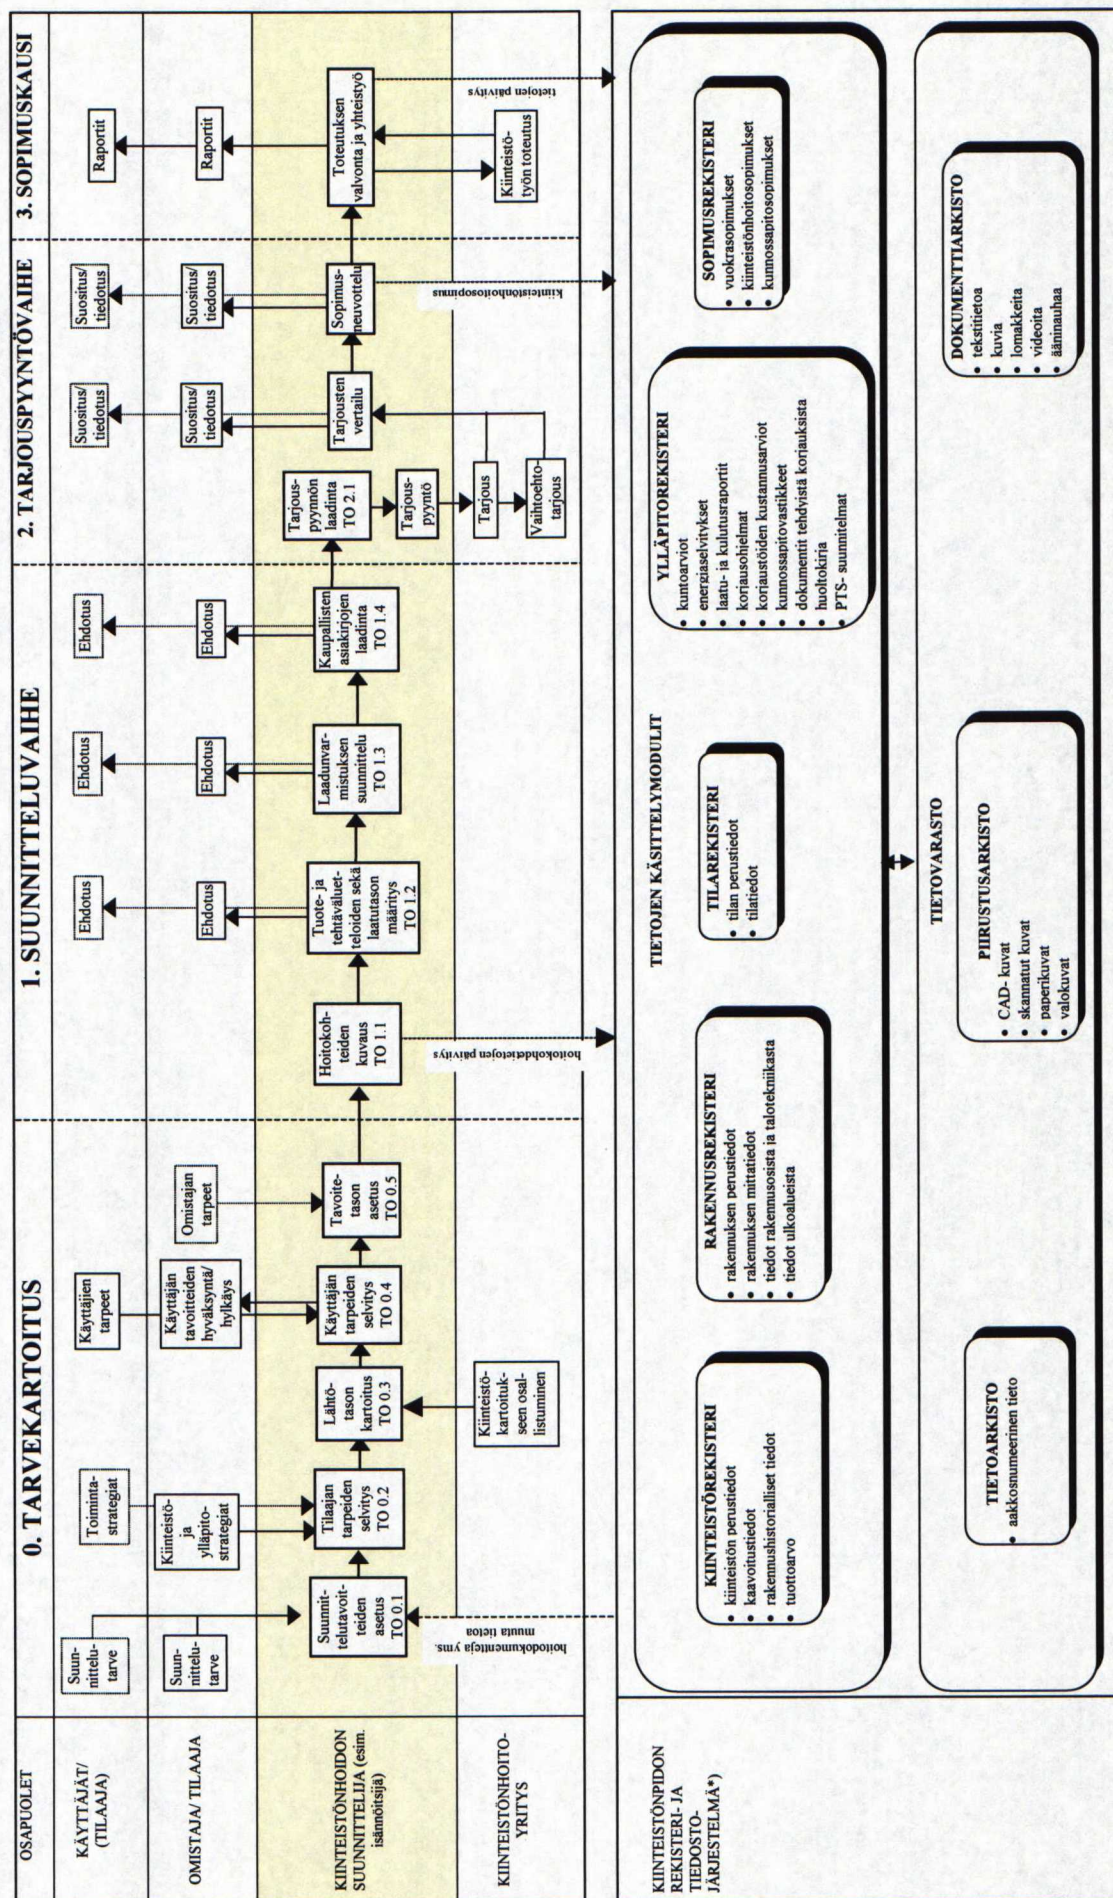 OSAPUOLET
0. TARVEKARTOITUS
1. SUUNNITTELUVAIHE
2. TARJOUSPYYNTÖVAIHE
3. SOPIMUSKAUSI
KÄYTTÄJÄT/
(TILAAJA)
Suun-
nittelu-
tarve
Toiminta-
strategiat
Käyttäjien
tarpeet
Ehdotus
Ehdotus
Ehdotus
Suositus/
tiedotus
Suositus/
tiedotus
Raportit
OMISTAJA/ TILAAJA
Suun-
nittelu-
tarve
Kiinteistö-
ja
ylläpito-
strategiat
Käyttäjän
tavoitteiden
hyväksyntä/
hylkäys
Omistajan
tarpeet
Ehdotus
Ehdotus
Ehdotus
Suositus/
tiedotus
Suositus/
tiedotus
Raportit
KIINTEISTÖNHOIDON
SUUNNITTELIJA (esim.
isännöitsijä)
Suunnit-
telutavoit-
teiden
asetus
TO 0.1
Tilaajan
tarpeiden
selvitys
TO 0.2
Lähtö-
tason
kartoitus
TO 0.3
Käyttäjän
tarpeiden
selvitys
TO 0.4
Tavoite-
tason
asetus
TO 0.5
Hoitokoh-
teiden
kuvaus
TO 1.1
Tuote- ja
tehtäväluet-
teloiden sekä
laatutason
määritys
TO 1.2
Laadunvar-
mistuksen
suunnittelu
TO 1.3
Kaupallisten
asiakirjojen
laadinta
TO 1.4
Tarjous-
pyynnön
laadinta
TO 2.1
Tarjous-
pyyntö
Tarjousten
vertailu
Sopimus-
neuvottelu
Toteutuksen
valvonta ja yhteistyö
KIINTEISTÖNHOITO-
YRITYS
hoitodokumentteja yms.
muuta tietoa
Kiinteistö-
kartoituk-
seen osal-
listuminen
hoitokohdetietojen päivitys
Tarjous
Vaihtoehto-
tarjous
kiinteistönhoitosopimus
Kiinteistö-
työn toteutus
tietojen päivitys
KIINTEISTÖNPIDON
REKISTERI- JA
TIEDOSTO-
JÄRJESTELMÄ*)
TIETOJEN KÄSITTELYMODULIT
KIINTEISTÖREKISTERI
• kiinteistön perustiedot
• kaavoitustiedot
• rakennushistorialliset tiedot
• tuottoarvo
RAKENNUSREKISTERI
• rakennuksen perustiedot
• rakennuksen mittatiedot
• tiedot rakennusosista ja talotekniikasta
• tiedot ulkoalueista
TILAREKISTERI
• tilan perustiedot
• tilatiedot
YLLÄPITOREKISTERI
• kuntoarviot
• energiaselvitykset
• laatu- ja kulutusraportit
• korjausohjelmat
• korjaustöiden kustannusarviot
• kunnossapitovastikkeet
• dokumentit tehdyistä korjauksista
• huoltokirja
• PTS- suunnitelmat
SOPIMUSREKISTERI
• vuokrasopimukset
• kiinteistönhoitosopimukset
• kunnossapitosopimukset
TIETOVARASTO
TIETOARKISTO
• aakkosnumeerinen tieto
PIIRUSTUSARKISTO
• CAD- kuvat
• skannatut kuvat
• paperikuvat
• valokuvat
DOKUMENTTIARKISTO
• tekstitietoa
• kuvia
• lomakkeita
• videoita
• ääninauhaa